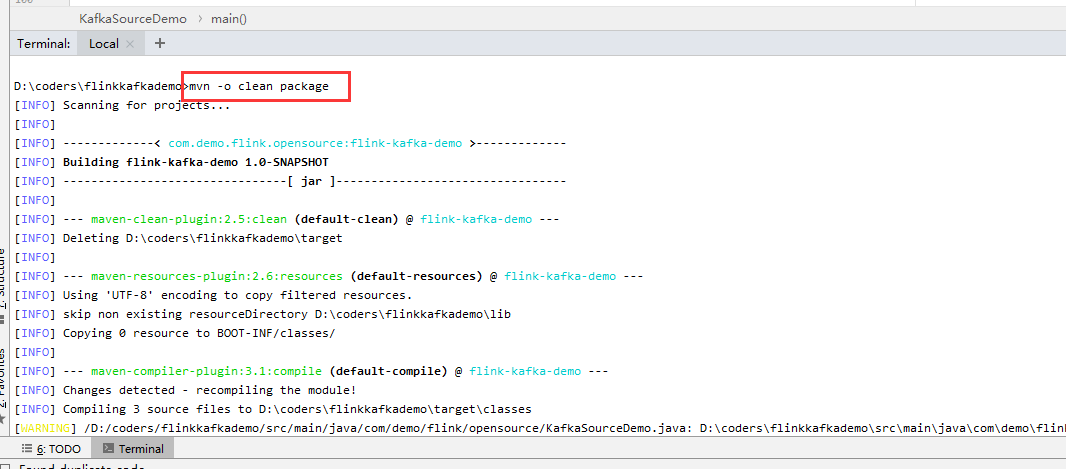 KafkaSourceDemo › main()
Terminal: Local × +
D:\coders\flinkkafkademo>mvn -o clean package
[INFO] Scanning for projects...
[INFO]
[INFO] -------------< com.demo.flink.opensource:flink-kafka-demo >-------------
[INFO] Building flink-kafka-demo 1.0-SNAPSHOT
[INFO] --------------------------------[ jar ]---------------------------------
[INFO]
[INFO] --- maven-clean-plugin:2.5:clean (default-clean) @ flink-kafka-demo ---
[INFO] Deleting D:\coders\flinkkafkademo\target
[INFO]
[INFO] --- maven-resources-plugin:2.6:resources (default-resources) @ flink-kafka-demo ---
[INFO] Using 'UTF-8' encoding to copy filtered resources.
[INFO] skip non existing resourceDirectory D:\coders\flinkkafkademo\lib
[INFO] Copying 0 resource to BOOT-INF/classes/
[INFO]
[INFO] --- maven-compiler-plugin:3.1:compile (default-compile) @ flink-kafka-demo ---
[INFO] Changes detected - recompiling the module!
[INFO] Compiling 3 source files to D:\coders\flinkkafkademo\target\classes
[WARNING] /D:/coders/flinkkafkademo/src/main/java/com/demo/flink/opensource/KafkaSourceDemo.java: D:\coders\flinkkafkademo\src\main\java\com\demo\flink
Structure
Favorites
6: TODO Terminal
Found duplicate code